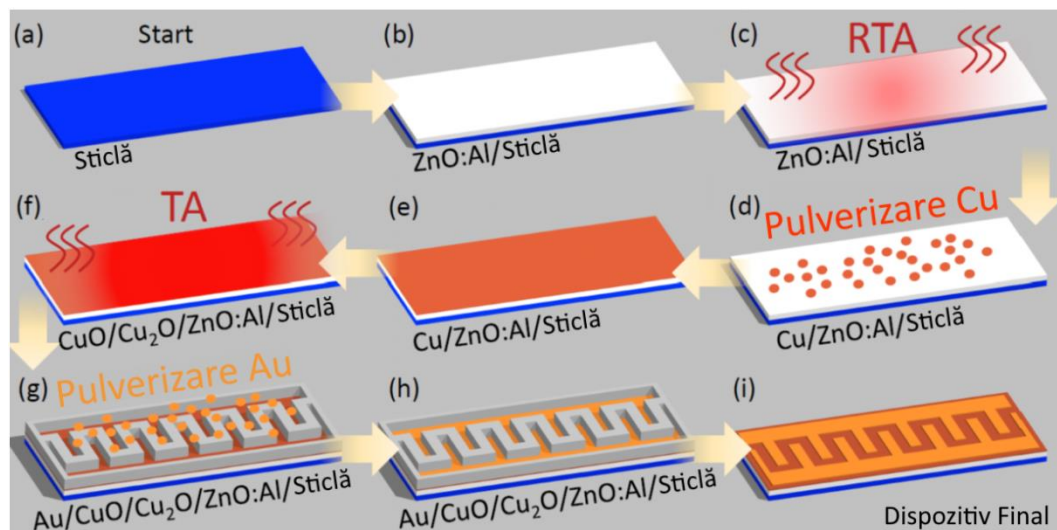 (a) Start
Sticlă
(b)
ZnO:Al/Sticlă
(c) RTA
ZnO:Al/Sticlă
(f) TA
CuO/Cu₂O/ZnO:Al/Sticlă
(e)
Cu/ZnO:Al/Sticlă
(d)
Pulverizare Cu
Cu/ZnO:Al/Sticlă
(g)
Pulverizare Au
Au/CuO/Cu₂O/ZnO:Al/Sticlă
(h)
Au/CuO/Cu₂O/ZnO:Al/Sticlă
(i)
Dispozitiv Final